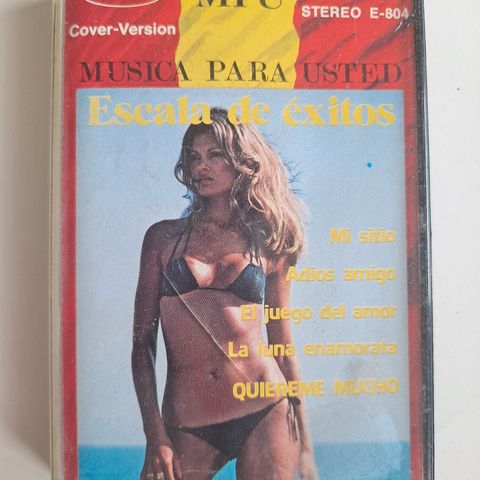 MPU
STEREO E-804
Cover-Version
MUSICA PARA USTED
Escala de éxitos
Mi sitio
Adios amigo
El juego del amor
La luna enamorata
QUIEREME MUCHO